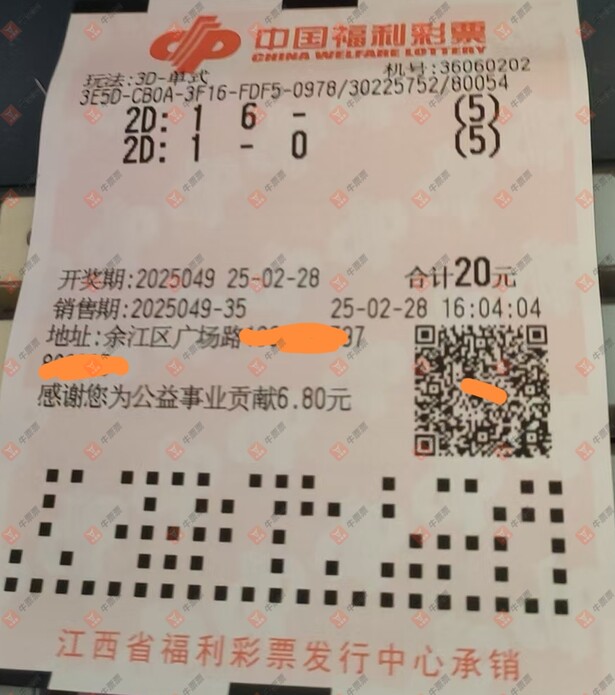 中国福利彩票
CHINA WELFARE LOTTERY
玩法:3D-单式 机号:36060202
3E5D-CB0A-3F16-FDF5-0978/30225752/80054
2D: 1 6 - (5)
2D: 1 - 0 (5)
开奖期:2025049 25-02-28 合计20元
销售期:2025049-35 25-02-28 16:04:04
地址:余江区广场路
感谢您为公益事业贡献6.80元
江西省福利彩票发行中心承销